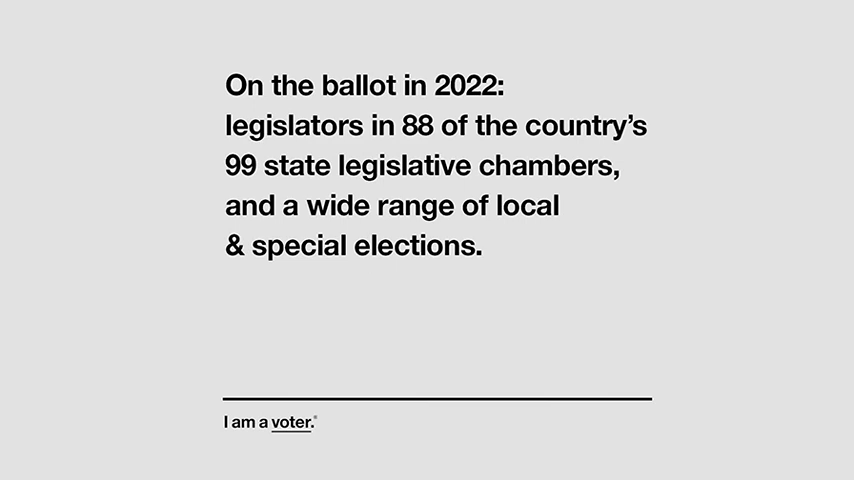 On the ballot in 2022:
legislators in 88 of the country’s
99 state legislative chambers,
and a wide range of local
& special elections.
I am a voter.®